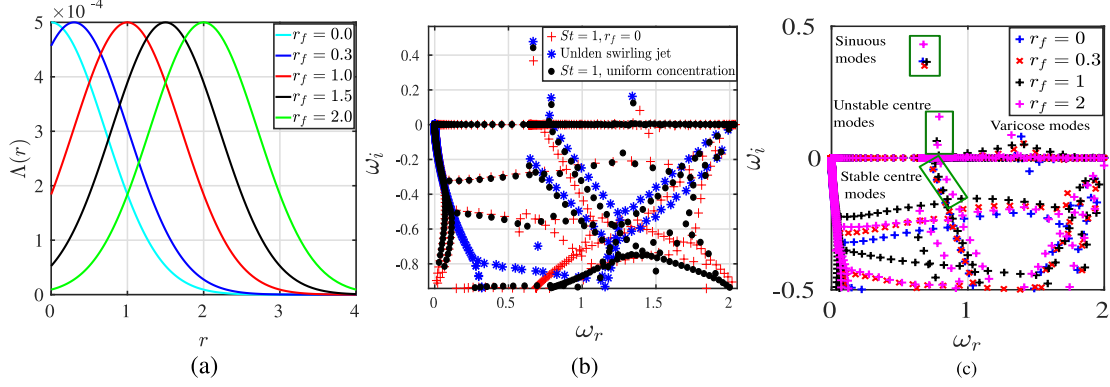 × 10⁻⁴
5
4
3
2
1
0
0
1
2
3
4
Λ(r)
r
r_f = 0.0
r_f = 0.3
r_f = 1.0
r_f = 1.5
r_f = 2.0
(a)
0.4
0.2
0
-0.2
-0.4
-0.6
-0.8
0
0.5
1
1.5
2
ω_i
ω_r
St = 1, r_f = 0
Unlden swirling jet
St = 1, uniform concentration
(b)
0.5
0
-0.5
0
1
2
ω_i
ω_r
Sinuous
modes
Unstable centre
modes
Varicose modes
Stable centre
modes
r_f = 0
r_f = 0.3
r_f = 1
r_f = 2
(c)